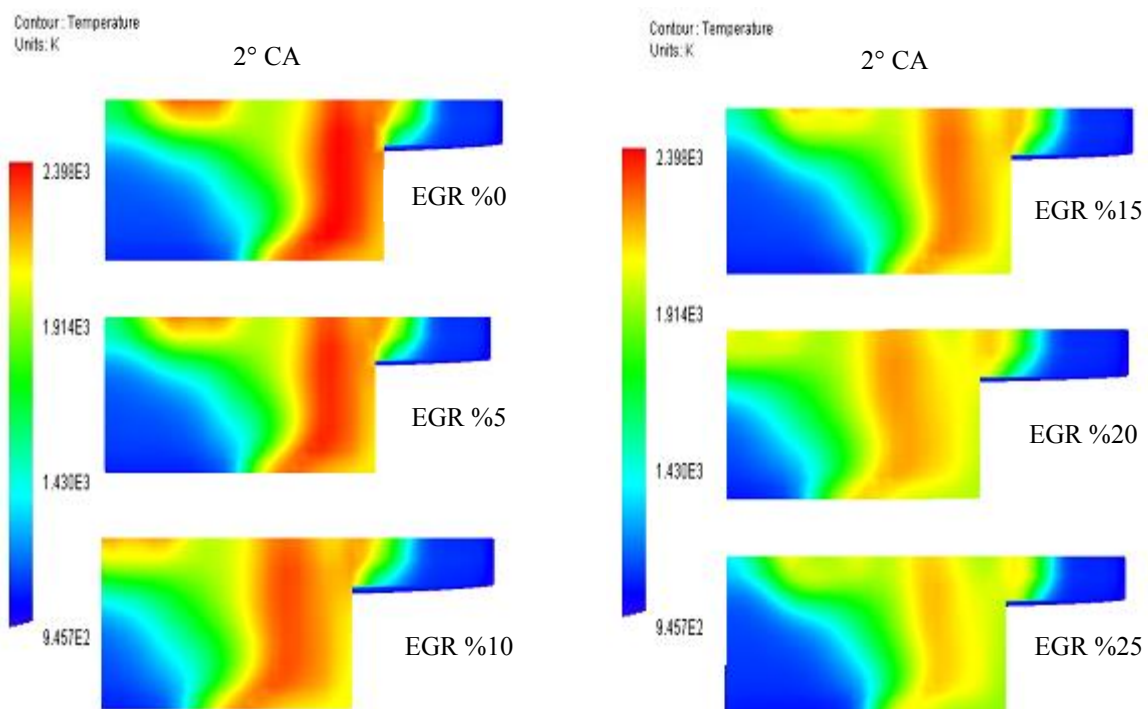 Contour: Temperature
Units: K
2° CA
2.398E3
EGR %0
1.914E3
EGR %5
1.430E3
9.457E2
EGR %10
Contour: Temperature
Units: K
2° CA
2.398E3
EGR %15
1.914E3
EGR %20
1.430E3
9.457E2
EGR %25